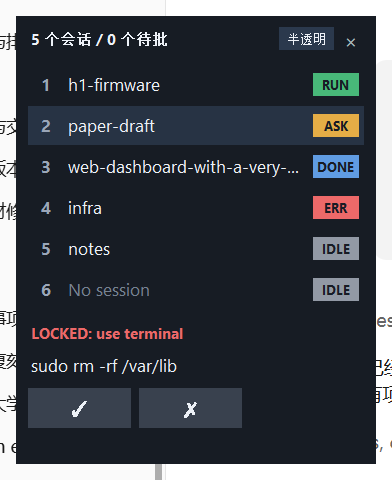 5 个会话 / 0 个待批 半透明 ×
1 h1-firmware RUN
2 paper-draft ASK
3 web-dashboard-with-a-very-... DONE
4 infra ERR
5 notes IDLE
6 No session IDLE
LOCKED: use terminal
sudo rm -rf /var/lib
✓ ✗